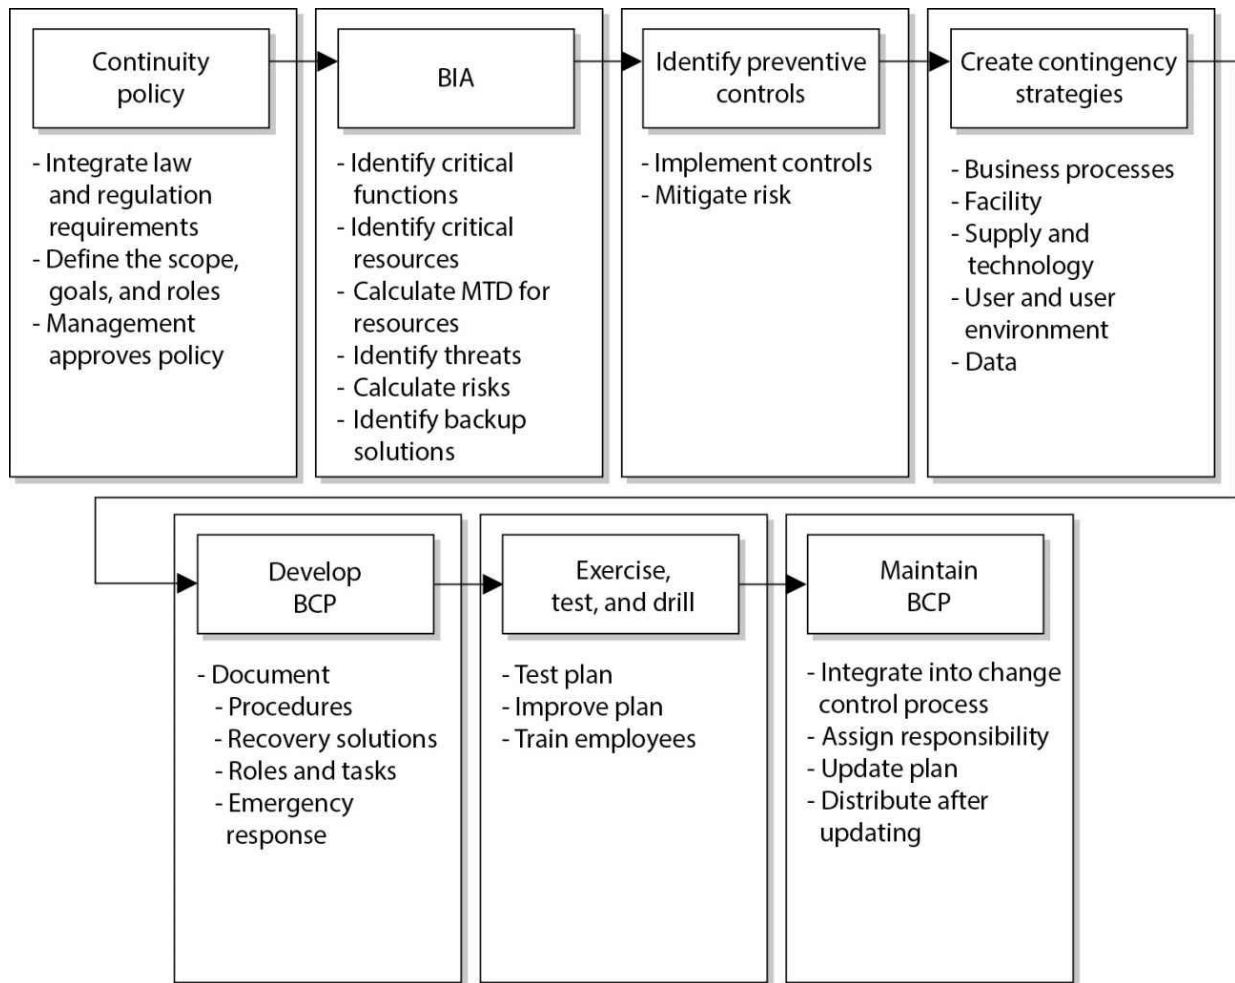 Continuity
policy
- Integrate law
and regulation
requirements
- Define the scope,
goals, and roles
- Management
approves policy
BIA
- Identify critical
functions
- Identify critical
resources
- Calculate MTD for
resources
- Identify threats
- Calculate risks
- Identify backup
solutions
Identify preventive
controls
- Implement controls
- Mitigate risk
Create contingency
strategies
- Business processes
- Facility
- Supply and
technology
- User and user
environment
- Data
Develop
BCP
- Document
- Procedures
- Recovery solutions
- Roles and tasks
- Emergency
response
Exercise,
test, and drill
- Test plan
- Improve plan
- Train employees
Maintain
BCP
- Integrate into change
control process
- Assign responsibility
- Update plan
- Distribute after
updating